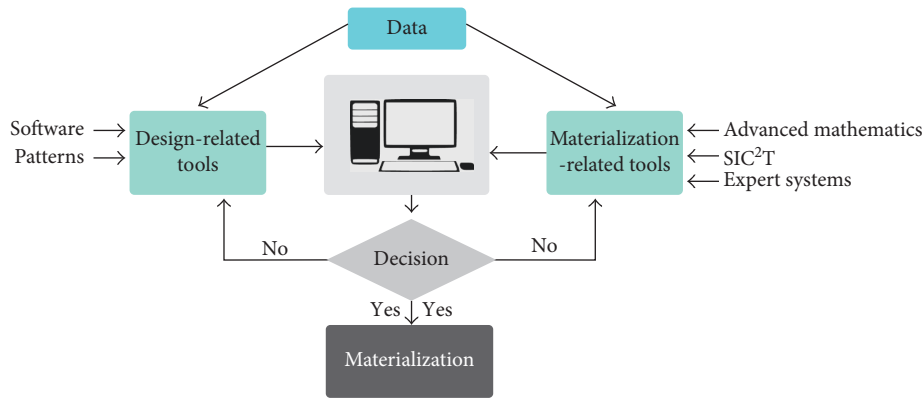 Data
Software
Patterns
Design-related
tools
Materialization
-related tools
Advanced mathematics
SIC²T
Expert systems
No
Decision
No
Yes
Yes
Materialization